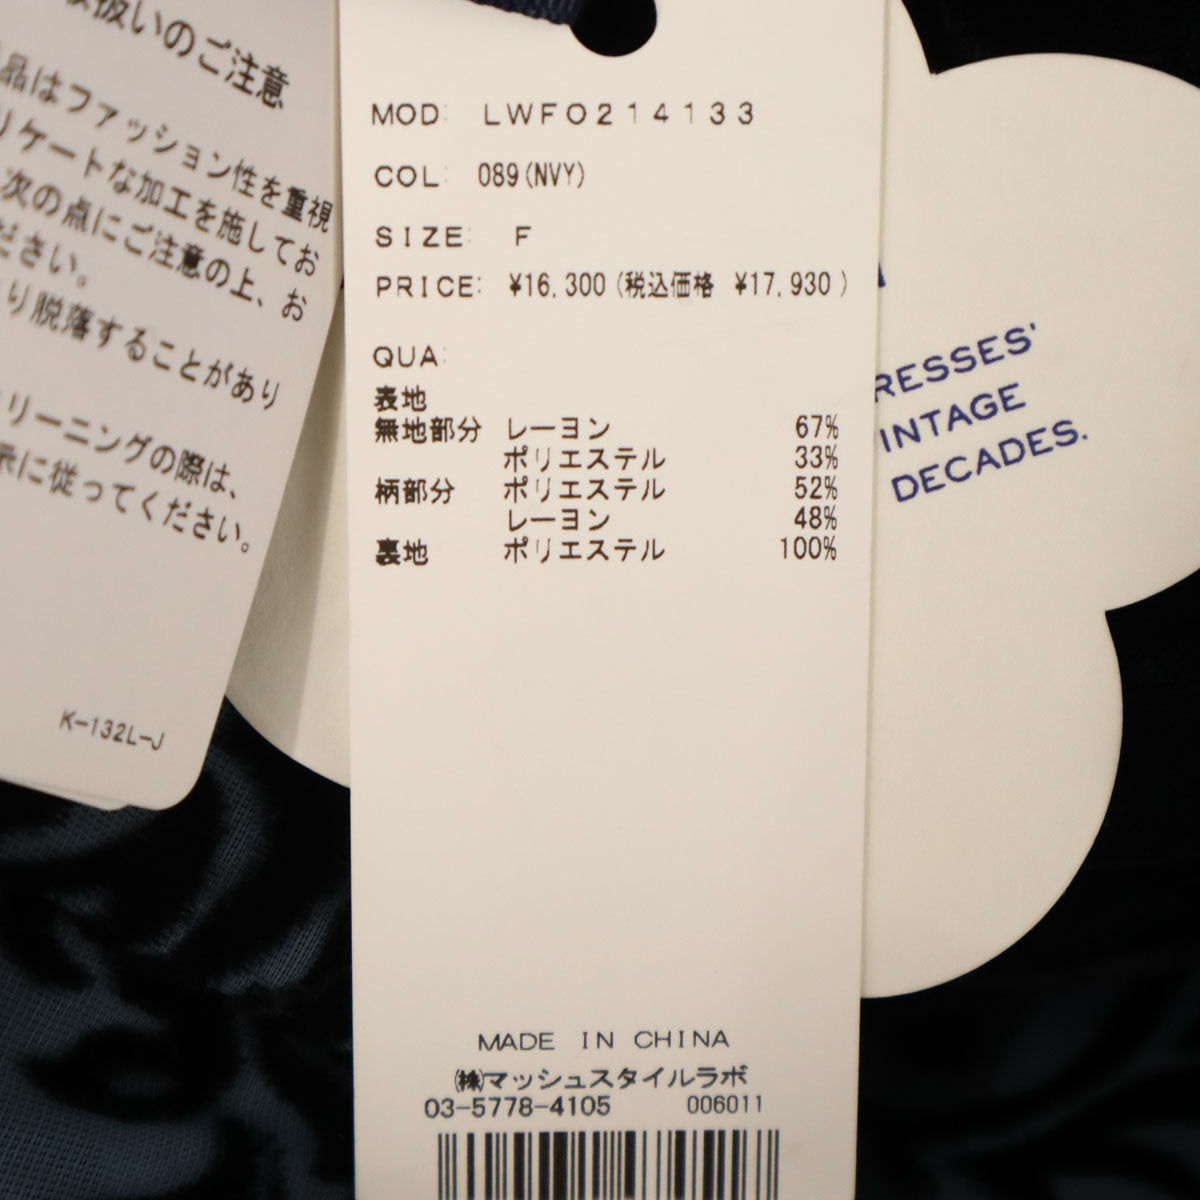 扱いのご注意
品はファッション性を重視
リケートな加工を施してお
次の点にご注意の上、お
ださい。
り脱落することがあり
リーニングの際は、
示に従ってください。
K-132L-J
MOD: LWFO214133
COL: 089(NVY)
SIZE: F
PRICE: ¥16,300(税込価格 ¥17,930)
QUA:
表地
無地部分 レーヨン 67%
ポリエステル 33%
柄部分 ポリエステル 52%
レーヨン 48%
裏地 ポリエステル 100%
MADE IN CHINA
㈱マッシュスタイルラボ
03-5778-4105 006011
RESSES'
INTAGE
DECADES.